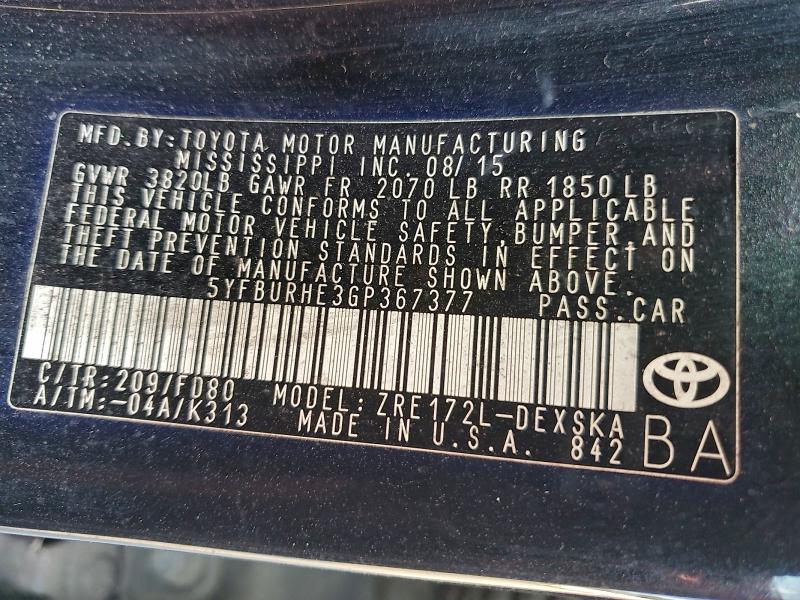 MFD.BY:TOYOTA MOTOR MANUFACTURING
MISSISSIPPI INC. 08/15
GVWR 3820LB GAWR FR 2070 LB RR 1850 LB
THIS VEHICLE CONFORMS TO ALL APPLICABLE
FEDERAL MOTOR VEHICLE SAFETY,BUMPER,AND
THEFT PREVENTION STANDARDS IN EFFECT ON
THE DATE OF MANUFACTURE SHOWN ABOVE.
5YFBURHE3GP367377 PASS.CAR
C/TR:209/FD80 MODEL:ZRE172L-DEXSKA
A/TM:-04A/K313 MADE IN U.S.A. 842
BA